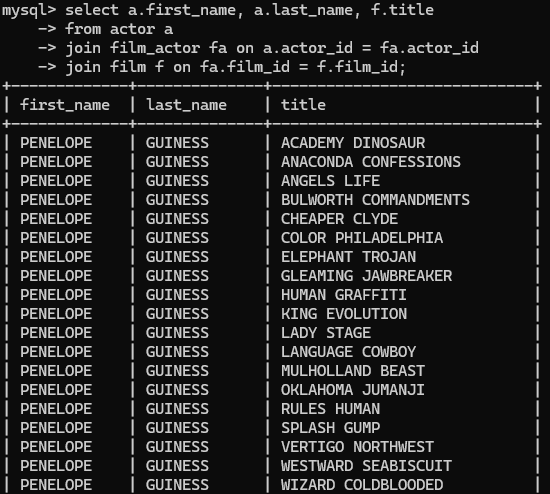 mysql> select a.first_name, a.last_name, f.title
    -> from actor a
    -> join film_actor fa on a.actor_id = fa.actor_id
    -> join film f on fa.film_id = f.film_id;
+-------------+--------------+-----------------------------+
| first_name  | last_name    | title                       |
+-------------+--------------+-----------------------------+
| PENELOPE    | GUINESS      | ACADEMY DINOSAUR            |
| PENELOPE    | GUINESS      | ANACONDA CONFESSIONS        |
| PENELOPE    | GUINESS      | ANGELS LIFE                 |
| PENELOPE    | GUINESS      | BULWORTH COMMANDMENTS       |
| PENELOPE    | GUINESS      | CHEAPER CLYDE               |
| PENELOPE    | GUINESS      | COLOR PHILADELPHIA          |
| PENELOPE    | GUINESS      | ELEPHANT TROJAN             |
| PENELOPE    | GUINESS      | GLEAMING JAWBREAKER         |
| PENELOPE    | GUINESS      | HUMAN GRAFFITI              |
| PENELOPE    | GUINESS      | KING EVOLUTION              |
| PENELOPE    | GUINESS      | LADY STAGE                  |
| PENELOPE    | GUINESS      | LANGUAGE COWBOY             |
| PENELOPE    | GUINESS      | MULHOLLAND BEAST            |
| PENELOPE    | GUINESS      | OKLAHOMA JUMANJI            |
| PENELOPE    | GUINESS      | RULES HUMAN                 |
| PENELOPE    | GUINESS      | SPLASH GUMP                 |
| PENELOPE    | GUINESS      | VERTIGO NORTHWEST           |
| PENELOPE    | GUINESS      | WESTWARD SEABISCUIT         |
| PENELOPE    | GUINESS      | WIZARD COLDBLOODED          |